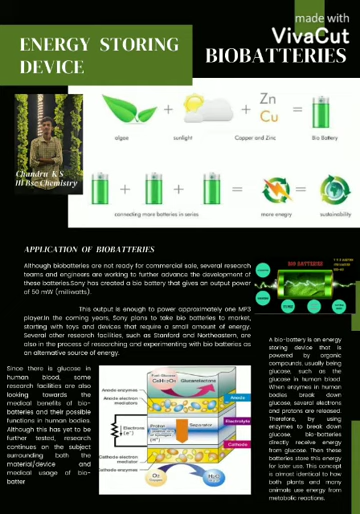 made with
VivaCut
ENERGY STORING
DEVICE
BIOBATTERIES
Zn
Cu
algae
sunlight
Copper and Zinc
Bio Battery
Chandru K S
III Bsc Chemistry
connecting more batteries in series
more enegry
sustainability
APPLICATION OF BIOBATTERIES
Although biobatteries are not ready for commercial sale, several research
teams and engineers are working to further advance the development of
these batteries.Sony has created a bio battery that gives an output power
of 50 mW (milliwatts).
This output is enough to power approximately one MP3
player.In the coming years, Sony plans to take bio batteries to market,
starting with toys and devices that require a small amount of energy.
Several other research facilities, such as Stanford and Northeastern, are
also in the process of researching and experimenting with bio batteries as
an alternative source of energy.
BIO BATTERIES
Since there is glucose in
human blood, some
research facilities are also
looking towards the
medical benefits of bio-
batteries and their possible
functions in human bodies.
Although this has yet to be
further tested, research
continues on the subject
surrounding both the
material/device and
medical usage of bio-
batter
Anode enzymes
Anode electron
mediators
Cathode electron
mediators
Cathode enzymes
Glucose
Gluconolactone
Separator
Anode
Electrolyte
Cathode
A bio-battery is an energy
storing device that is
powered by organic
compounds, usually being
glucose, such as the
glucose in human blood.
When enzymes in human
bodies break down
glucose, several electrons
and protons are released.
Therefore, by using
enzymes to break down
glucose, bio-batteries
directly receive energy
from glucose. Then these
batteries store this energy
for later use. This concept
is almost identical to how
both plants and many
animals use energy from
metabolic reactions.